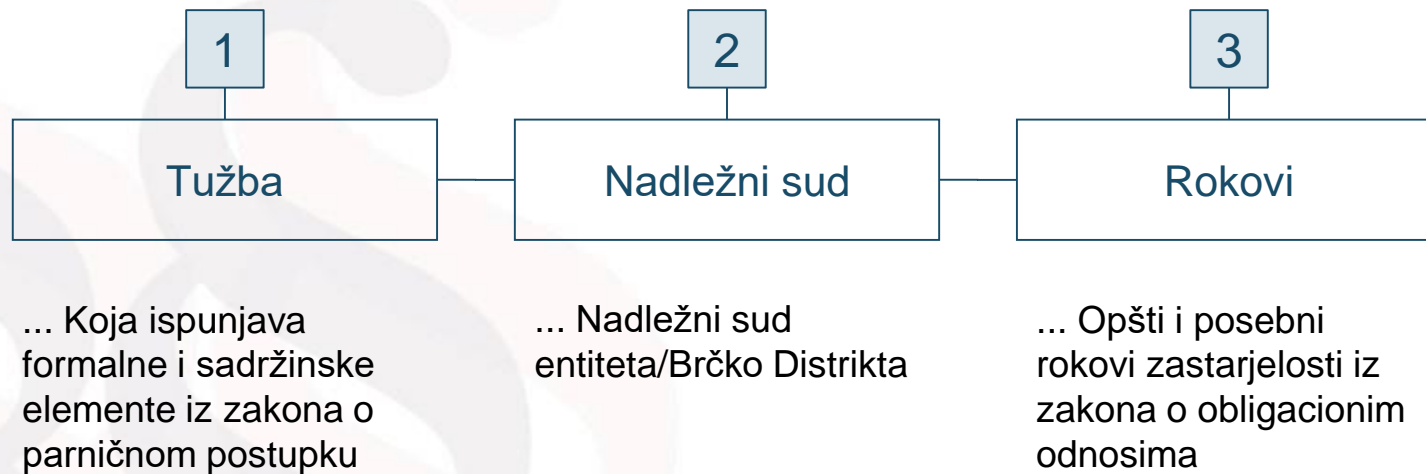 1
Tužba
... Koja ispunjava
formalne i sadržinske
elemente iz zakona o
parničnom postupku
2
Nadležni sud
... Nadležni sud
entiteta/Brčko Distrikta
3
Rokovi
... Opšti i posebni
rokovi zastarjelosti iz
zakona o obligacionim
odnosima